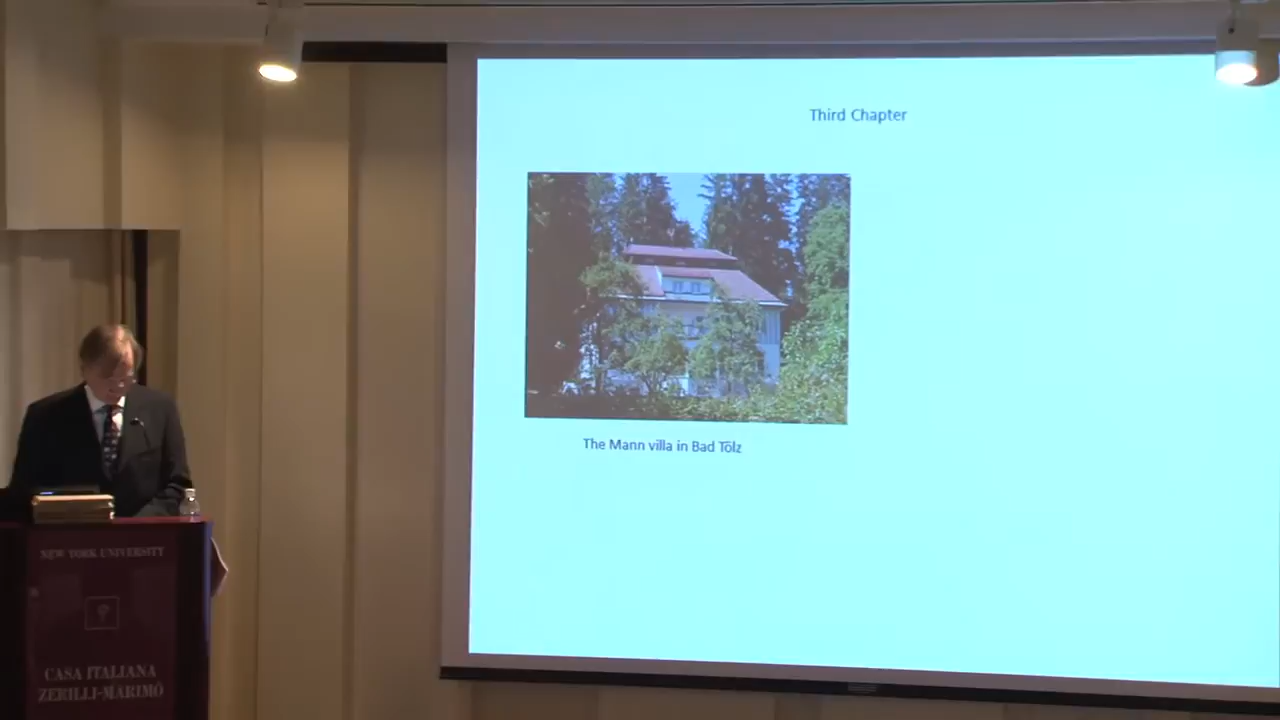 Third Chapter
The Mann villa in Bad Tölz
NEW YORK UNIVERSITY
CASA ITALIANA
ZERILLI-MARIMÒ